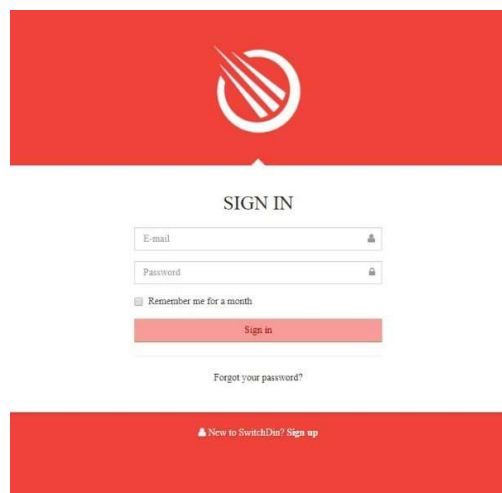 SIGN IN
E-mail
Password
Remember me for a month
Sign in
Forgot your password?
New to SwitchDin? Sign up